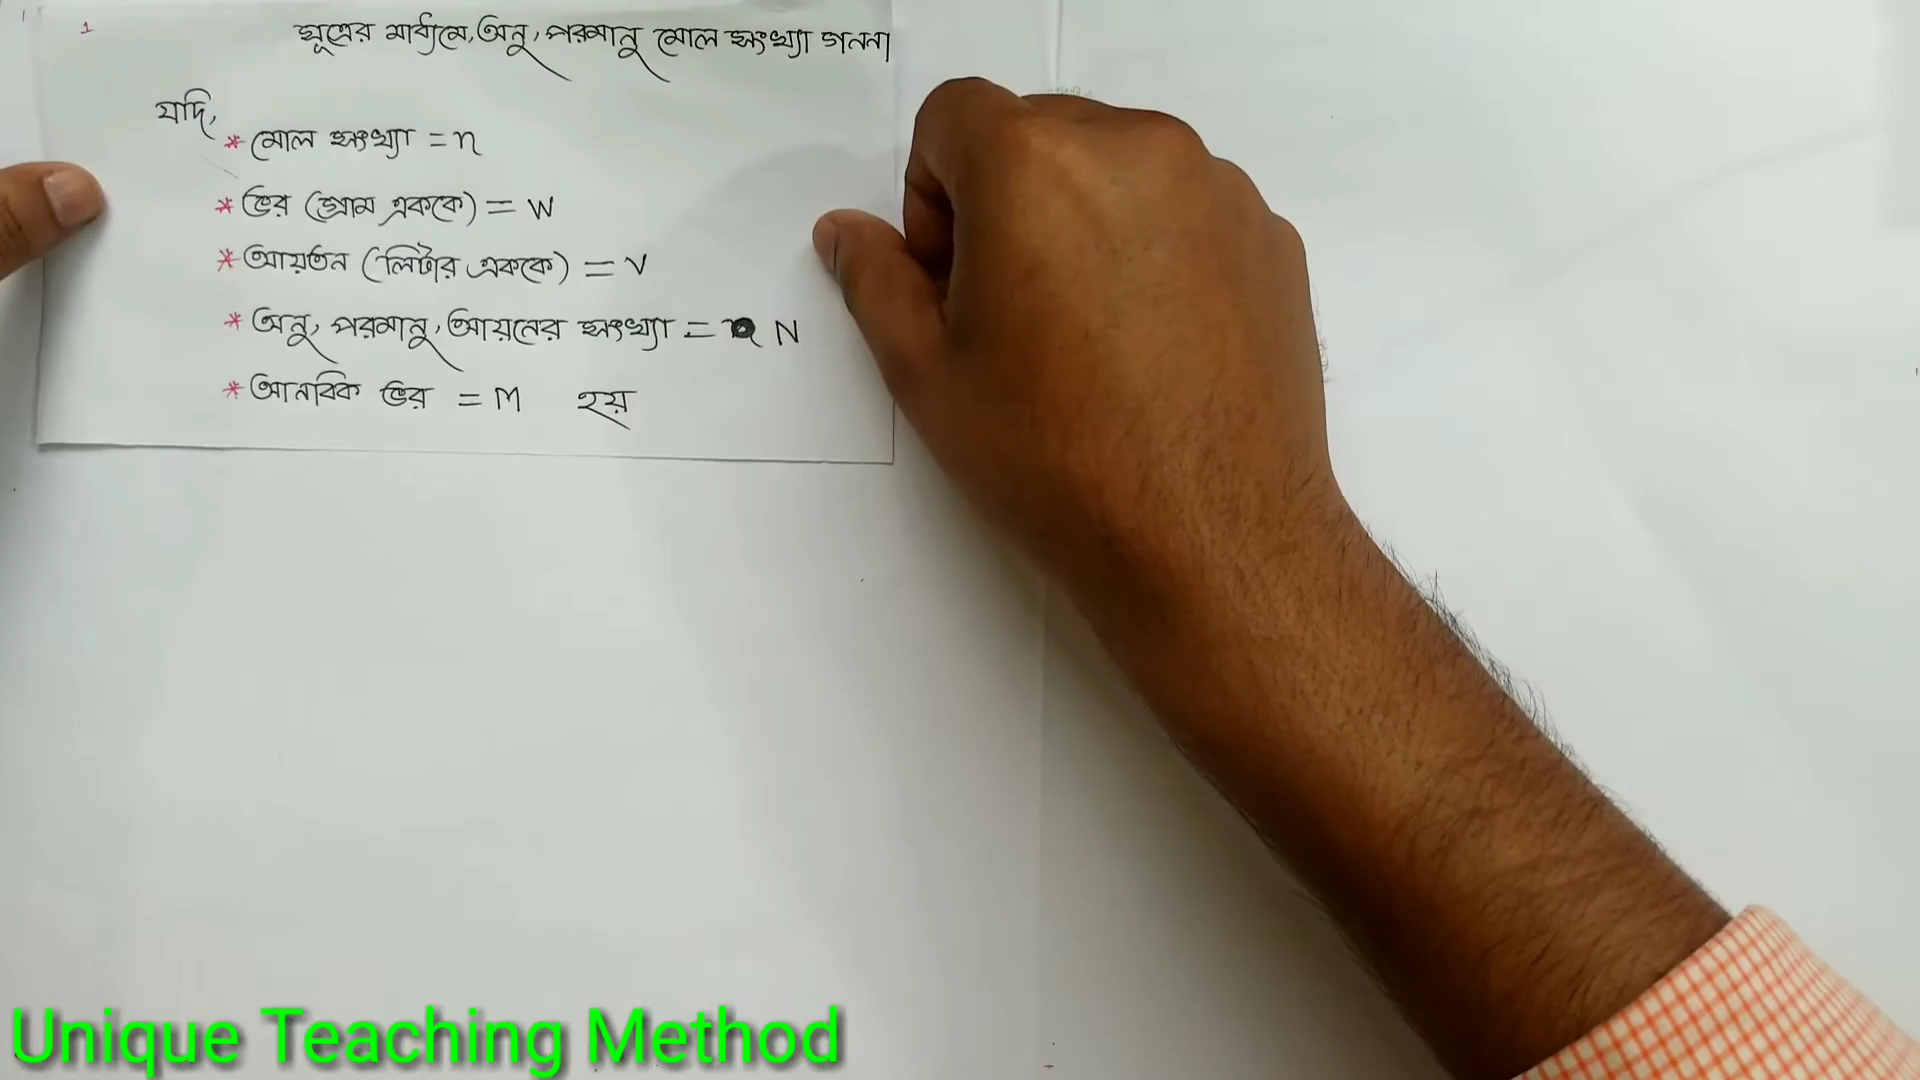 1
সূত্রের মাধ্যমে, অনু, পরমানু মোল সংখ্যা গননা
যদি,
* মোল সংখ্যা = n
* ভর (গ্রাম এককে) = W
* আয়তন (লিটার এককে) = V
* অনু, পরমানু, আয়নের সংখ্যা = N
* আনবিক ভর = M হয়
Unique Teaching Method